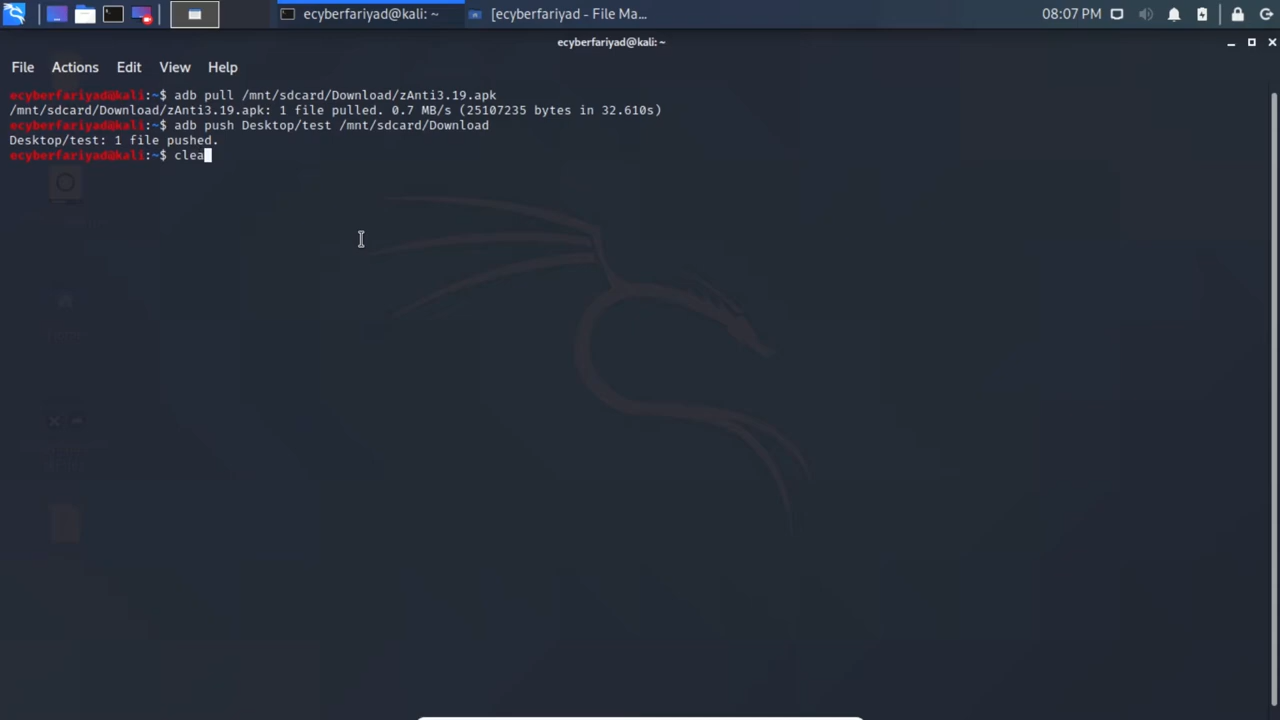 ecyberfariyad@kali: ~
[ecyberfariyad - File Ma...
08:07 PM
ecyberfariyad@kali: ~
File Actions Edit View Help
ecyberfariyad@kali:~$ adb pull /mnt/sdcard/Download/zAnti3.19.apk
/mnt/sdcard/Download/zAnti3.19.apk: 1 file pulled. 0.7 MB/s (25107235 bytes in 32.610s)
ecyberfariyad@kali:~$ adb push Desktop/test /mnt/sdcard/Download
Desktop/test: 1 file pushed.
ecyberfariyad@kali:~$ clea